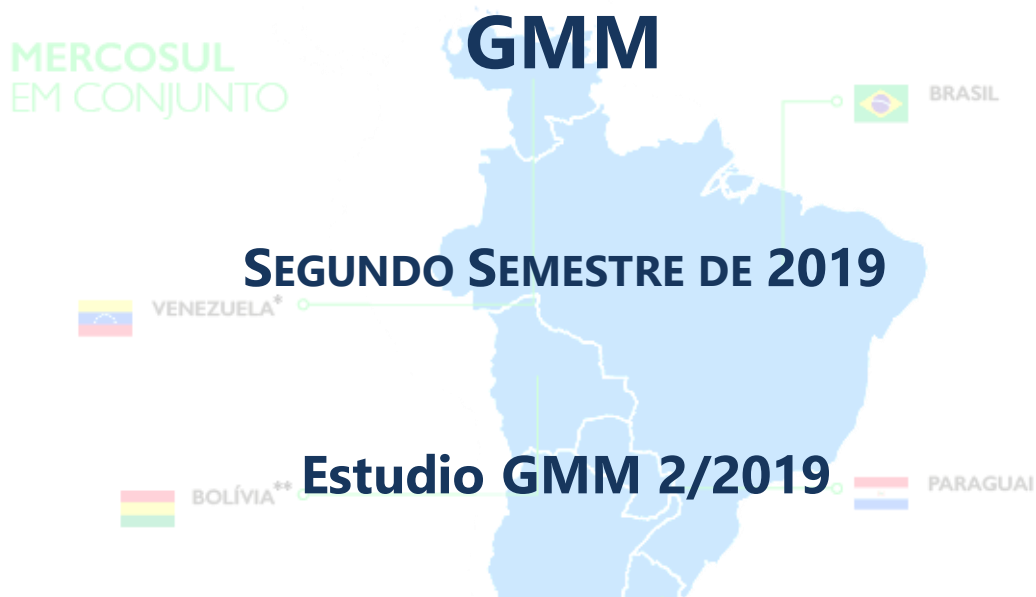 GMM
MERCOSUL
EM CONJUNTO
BRASIL
SEGUNDO SEMESTRE DE 2019
VENEZUELA*
Estudio GMM 2/2019
BOLÍVIA**
PARAGUAI